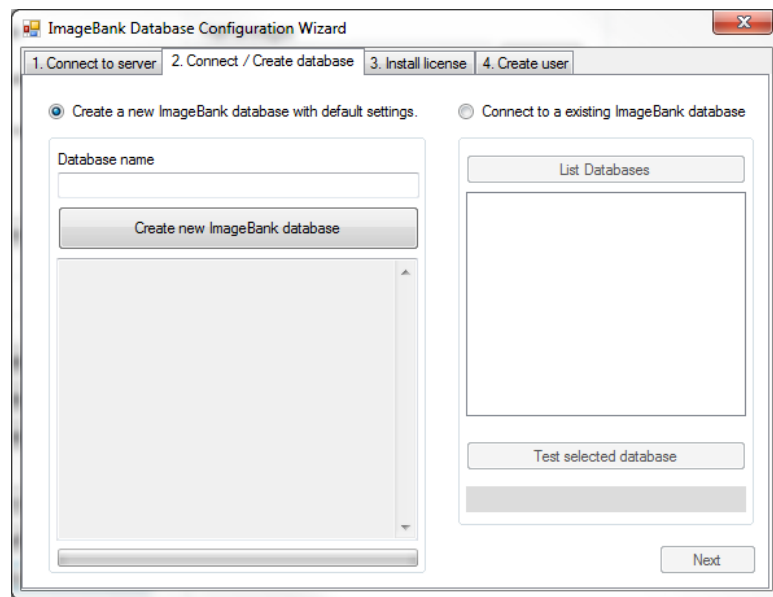 ImageBank Database Configuration Wizard
1. Connect to server 2. Connect / Create database 3. Install license 4. Create user
Create a new ImageBank database with default settings. Connect to a existing ImageBank database
Database name
List Databases
Create new ImageBank database
Test selected database
Next